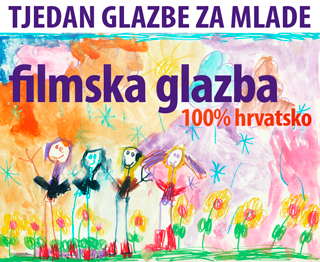 TJEDAN GLAZBE ZA MLADE
filmska glazba
100% hrvatsko